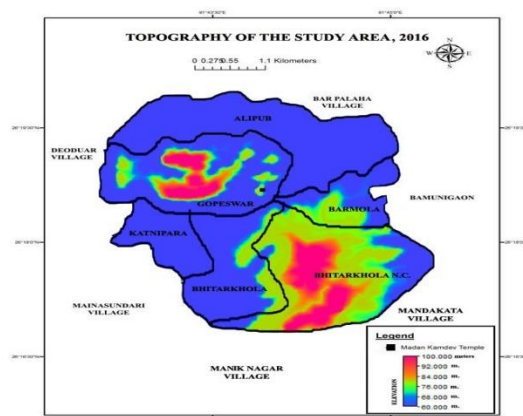 TOPOGRAPHY OF THE STUDY AREA, 2016
N
W E
S
0 0.275 0.55 1.1 Kilometers
BAR PALAHA
VILLAGE
ALIPUB
DEODUAR
VILLAGE
BAMUNIGAON
GOPESWAR
BARMOLA
KATNIPARA
BHITARKHOLA N.C.
BHITARKHOLA
MAINASUNDARI
VILLAGE
MANDAKATA
VILLAGE
MANIK NAGAR
VILLAGE
Legend
Madan Kamdev Temple
ELEVATION
100.000 meters
92.000 m.
84.000 m.
76.000 m.
68.000 m.
60.000 m.